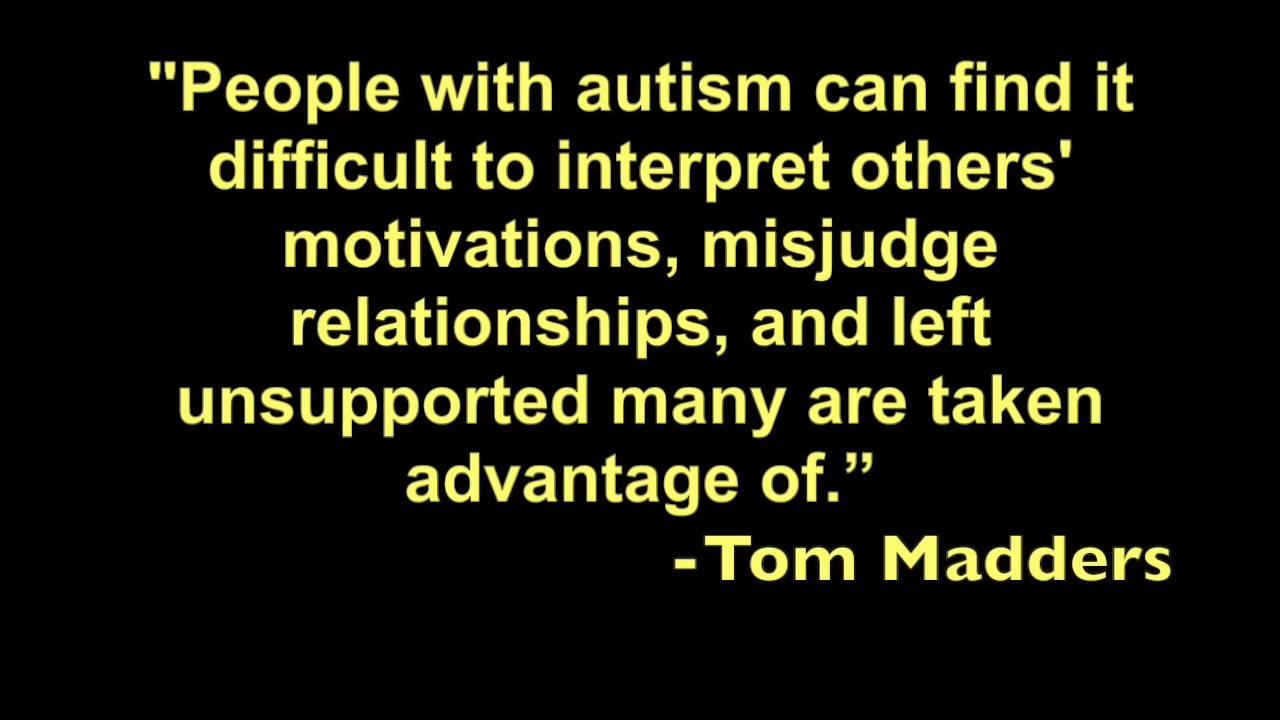 "People with autism can find it
difficult to interpret others'
motivations, misjudge
relationships, and left
unsupported many are taken
advantage of.”
-Tom Madders